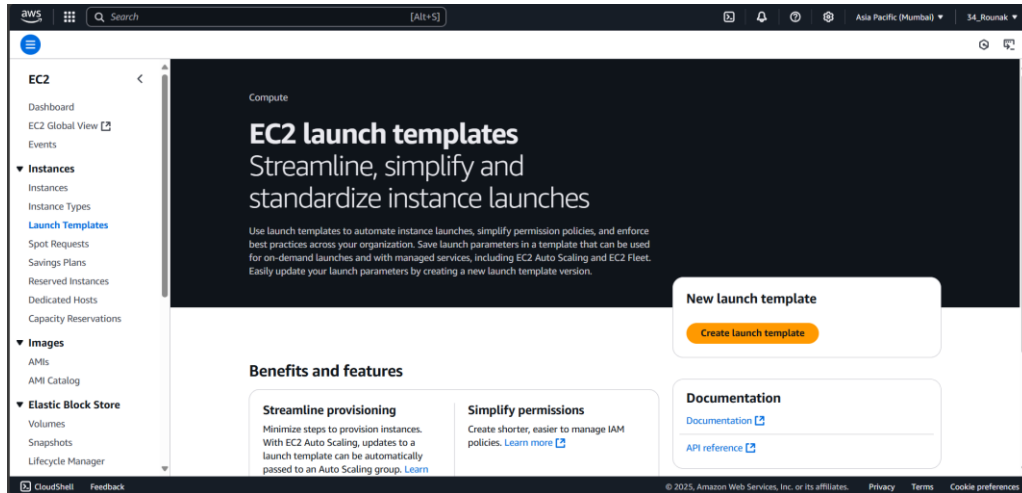 aws
Search [Alt+S]
Asia Pacific (Mumbai) ▼ 34_Rounak ▼
EC2
Dashboard
EC2 Global View
Events
▼ Instances
Instances
Instance Types
Launch Templates
Spot Requests
Savings Plans
Reserved Instances
Dedicated Hosts
Capacity Reservations
▼ Images
AMIs
AMI Catalog
▼ Elastic Block Store
Volumes
Snapshots
Lifecycle Manager
Compute
EC2 launch templates
Streamline, simplify and
standardize instance launches
Use launch templates to automate instance launches, simplify permission policies, and enforce
best practices across your organization. Save launch parameters in a template that can be used
for on-demand launches and with managed services, including EC2 Auto Scaling and EC2 Fleet.
Easily update your launch parameters by creating a new launch template version.
New launch template
Create launch template
Benefits and features
Streamline provisioning
Minimize steps to provision instances.
With EC2 Auto Scaling, updates to a
launch template can be automatically
passed to an Auto Scaling group. Learn
Simplify permissions
Create shorter, easier to manage IAM
policies. Learn more
Documentation
Documentation
API reference
CloudShell Feedback
© 2025, Amazon Web Services, Inc. or its affiliates. Privacy Terms Cookie preferences